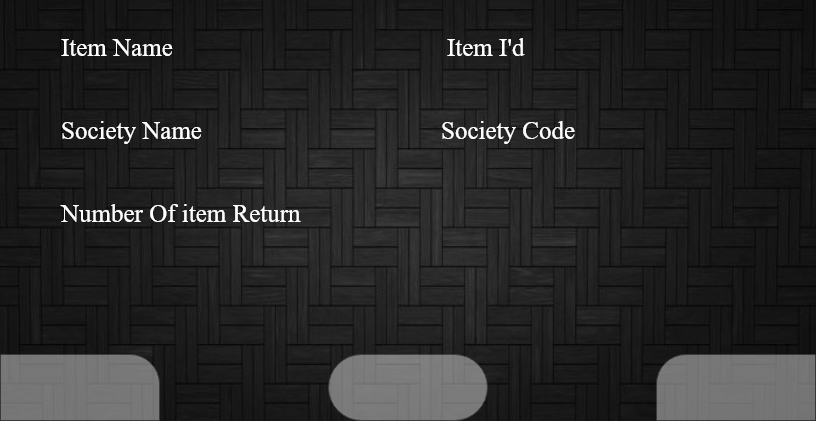 Item Name
Item I'd
Society Name
Society Code
Number Of item Return